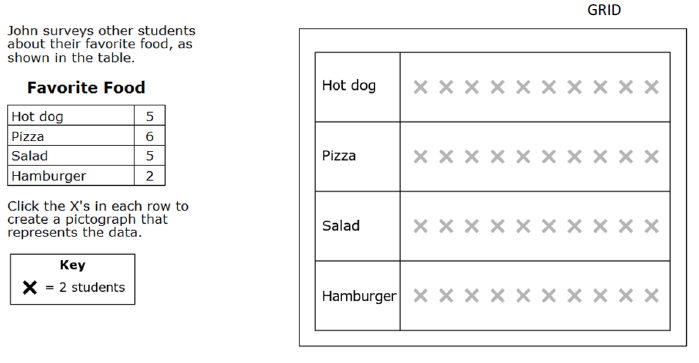 GRID
John surveys other students
about their favorite food, as
shown in the table.
Favorite Food
Hot dog 5
Pizza 6
Salad 5
Hamburger 2
Click the X's in each row to
create a pictograph that
represents the data.
Key
X = 2 students
Hot dog X X X X X X X X X X
Pizza X X X X X X X X X X
Salad X X X X X X X X X X
Hamburger X X X X X X X X X X